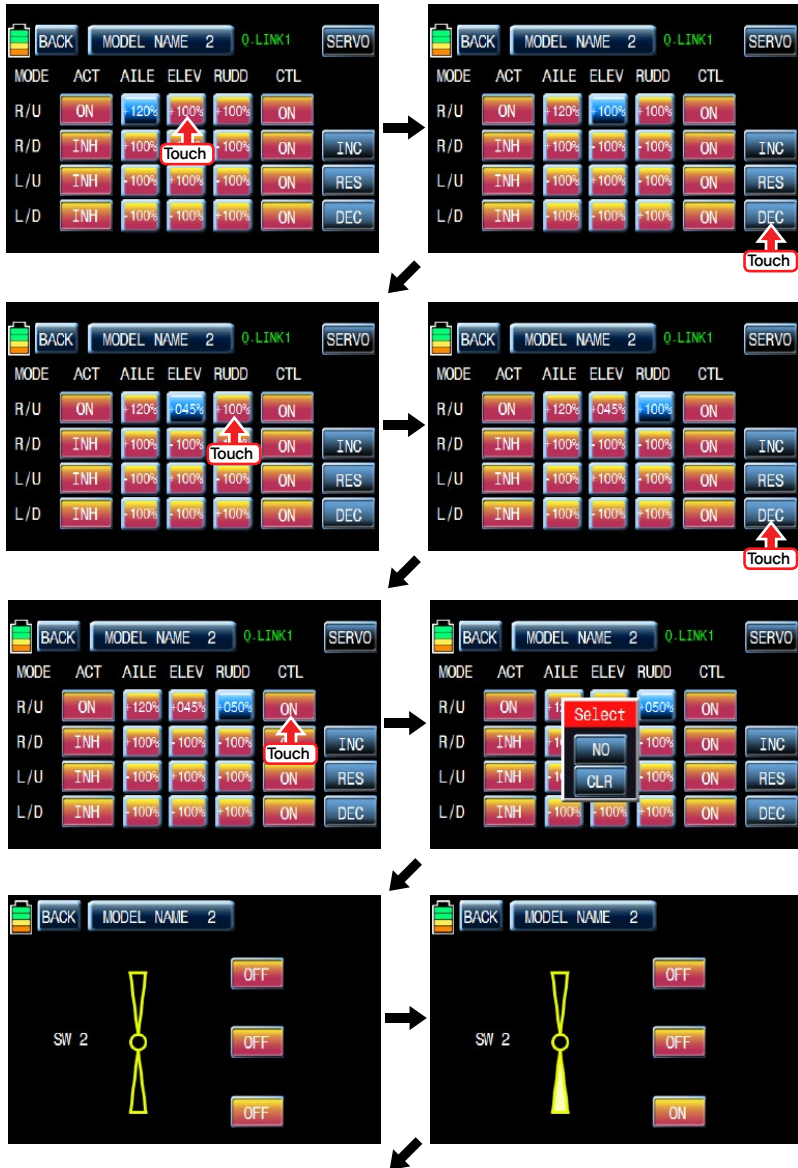 BACK MODEL NAME 2 Q-LINK1 SERVO
MODE ACT AILE ELEV RUDD CTL
R/U ON +120% +100% +100% ON
R/D INH +100% -100% ON INC
Touch
L/U INH -100% +100% -100% ON RES
L/D INH -100% -100% +100% ON DEC
BACK MODEL NAME 2 Q-LINK1 SERVO
MODE ACT AILE ELEV RUDD CTL
R/U ON +120% +100% +100% ON
R/D INH +100% -100% -100% ON INC
L/U INH -100% +100% -100% ON RES
L/D INH -100% -100% +100% ON DEC
Touch
BACK MODEL NAME 2 Q-LINK1 SERVO
MODE ACT AILE ELEV RUDD CTL
R/U ON +120% +045% +100% ON
R/D INH +100% -100% ON INC
Touch
L/U INH -100% +100% -100% ON RES
L/D INH -100% -100% +100% ON DEC
BACK MODEL NAME 2 Q-LINK1 SERVO
MODE ACT AILE ELEV RUDD CTL
R/U ON +120% +045% +100% ON
R/D INH +100% -100% -100% ON INC
L/U INH -100% +100% -100% ON RES
L/D INH -100% -100% +100% ON DEC
Touch
BACK MODEL NAME 2 Q-LINK1 SERVO
MODE ACT AILE ELEV RUDD CTL
R/U ON +120% +045% +050% ON
R/D INH +100% -100% -100% INC
Touch
L/U INH -100% +100% -100% ON RES
L/D INH -100% -100% +100% ON DEC
BACK MODEL NAME 2 Q-LINK1 SERVO
MODE ACT AILE ELEV RUDD CTL
R/U ON +050% ON
Select
R/D INH NO -100% ON INC
L/U INH CLR -100% ON RES
L/D INH -100% -100% +100% ON DEC
BACK MODEL NAME 2
OFF
SW 2 OFF
OFF
BACK MODEL NAME 2
OFF
SW 2 OFF
ON